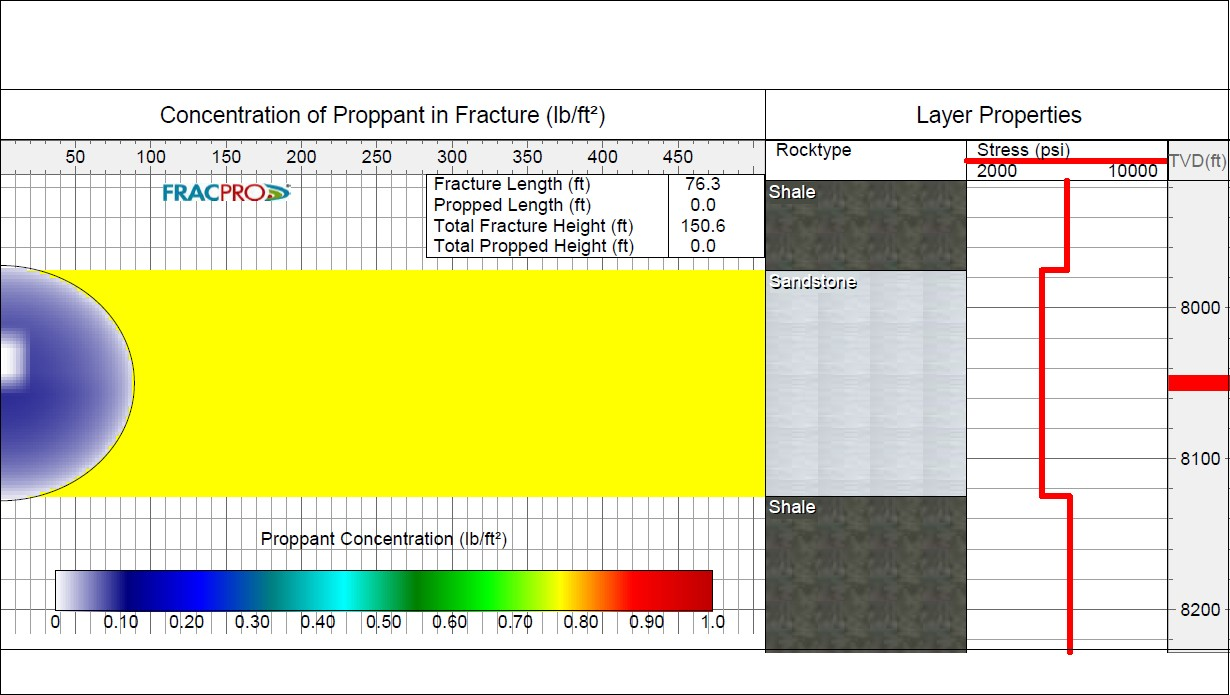 Concentration of Proppant in Fracture (lb/ft²)
Layer Properties
50 100 150 200 250 300 350 400 450
Rocktype
Stress (psi)
2000 10000
TVD(ft)
FRACPRO
Fracture Length (ft) 76.3
Propped Length (ft) 0.0
Total Fracture Height (ft) 150.6
Total Propped Height (ft) 0.0
Shale
Sandstone
8000
8100
Shale
8200
Proppant Concentration (lb/ft²)
0 0.10 0.20 0.30 0.40 0.50 0.60 0.70 0.80 0.90 1.0